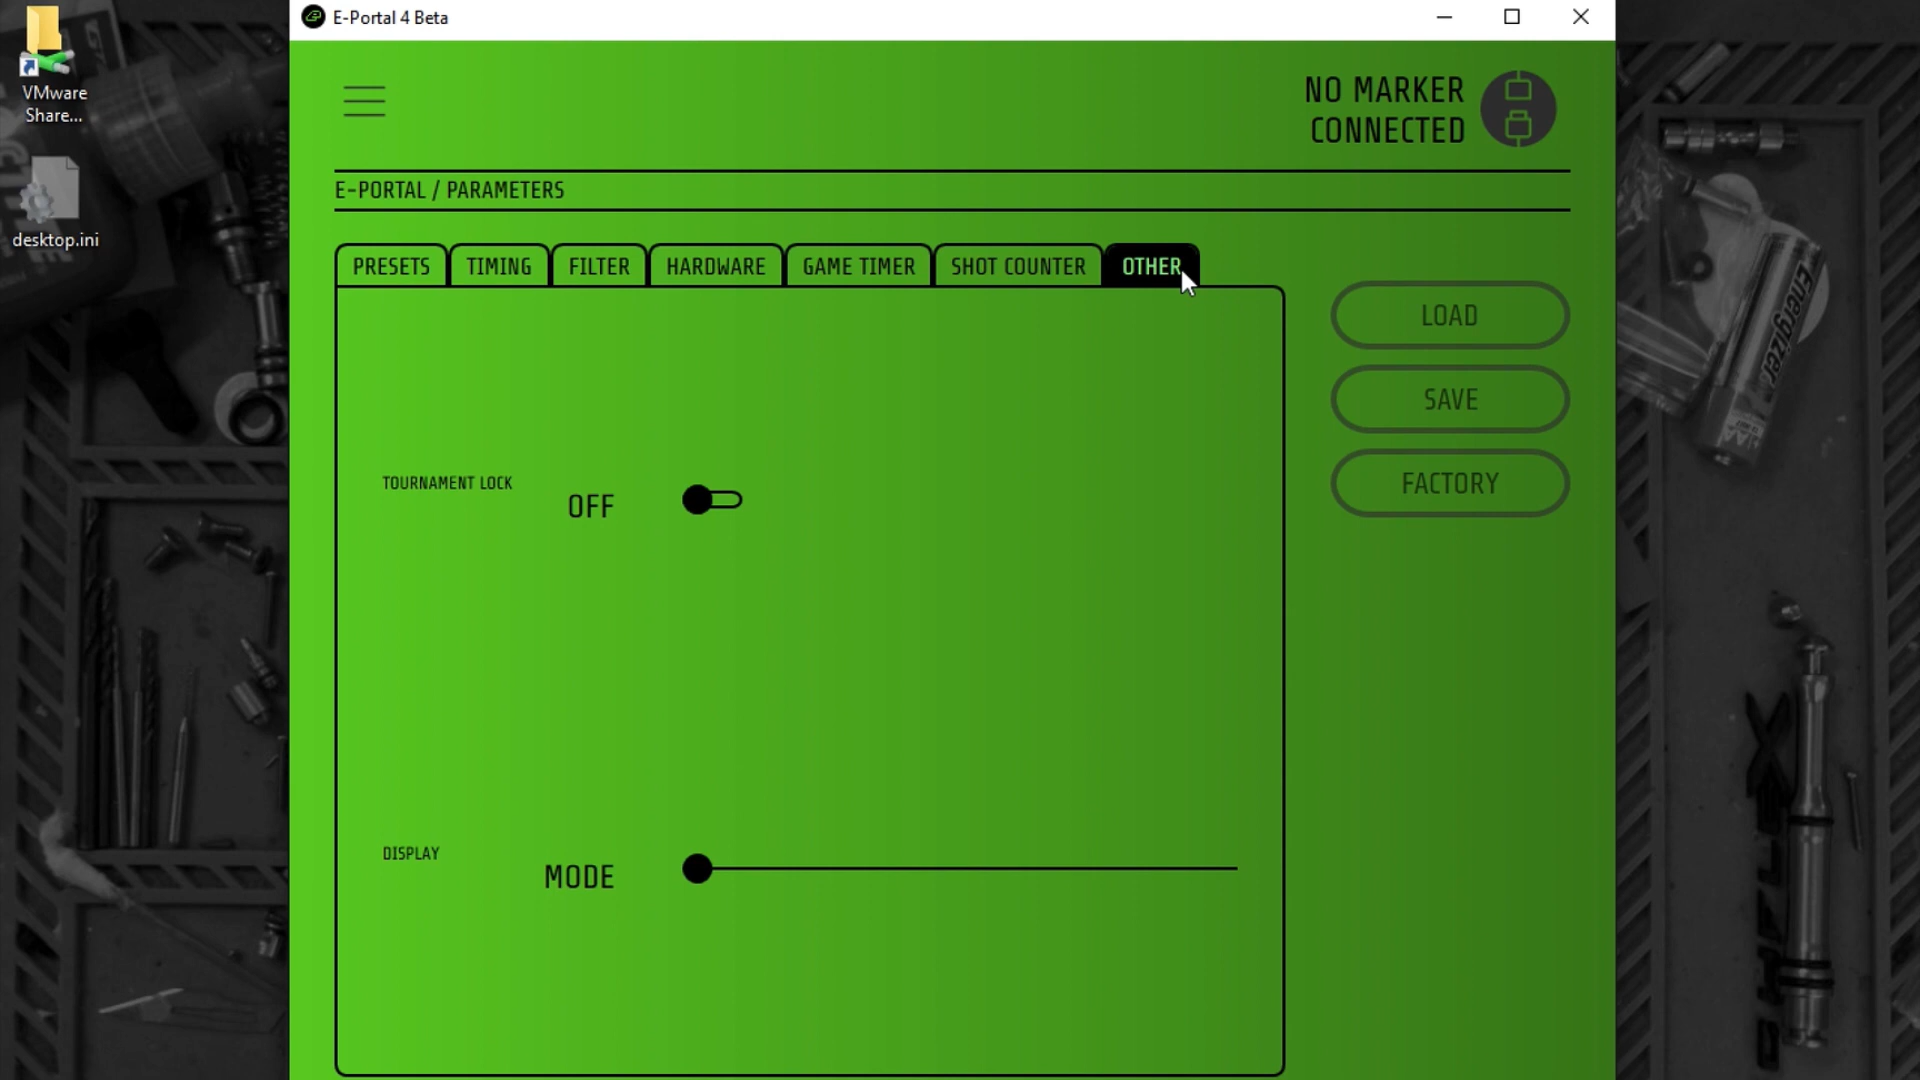 E-Portal 4 Beta
VMware
Share...
desktop.ini
NO MARKER
CONNECTED
E-PORTAL / PARAMETERS
PRESETS
TIMING
FILTER
HARDWARE
GAME TIMER
SHOT COUNTER
OTHER
LOAD
SAVE
FACTORY
TOURNAMENT LOCK
OFF
DISPLAY
MODE
Energizer